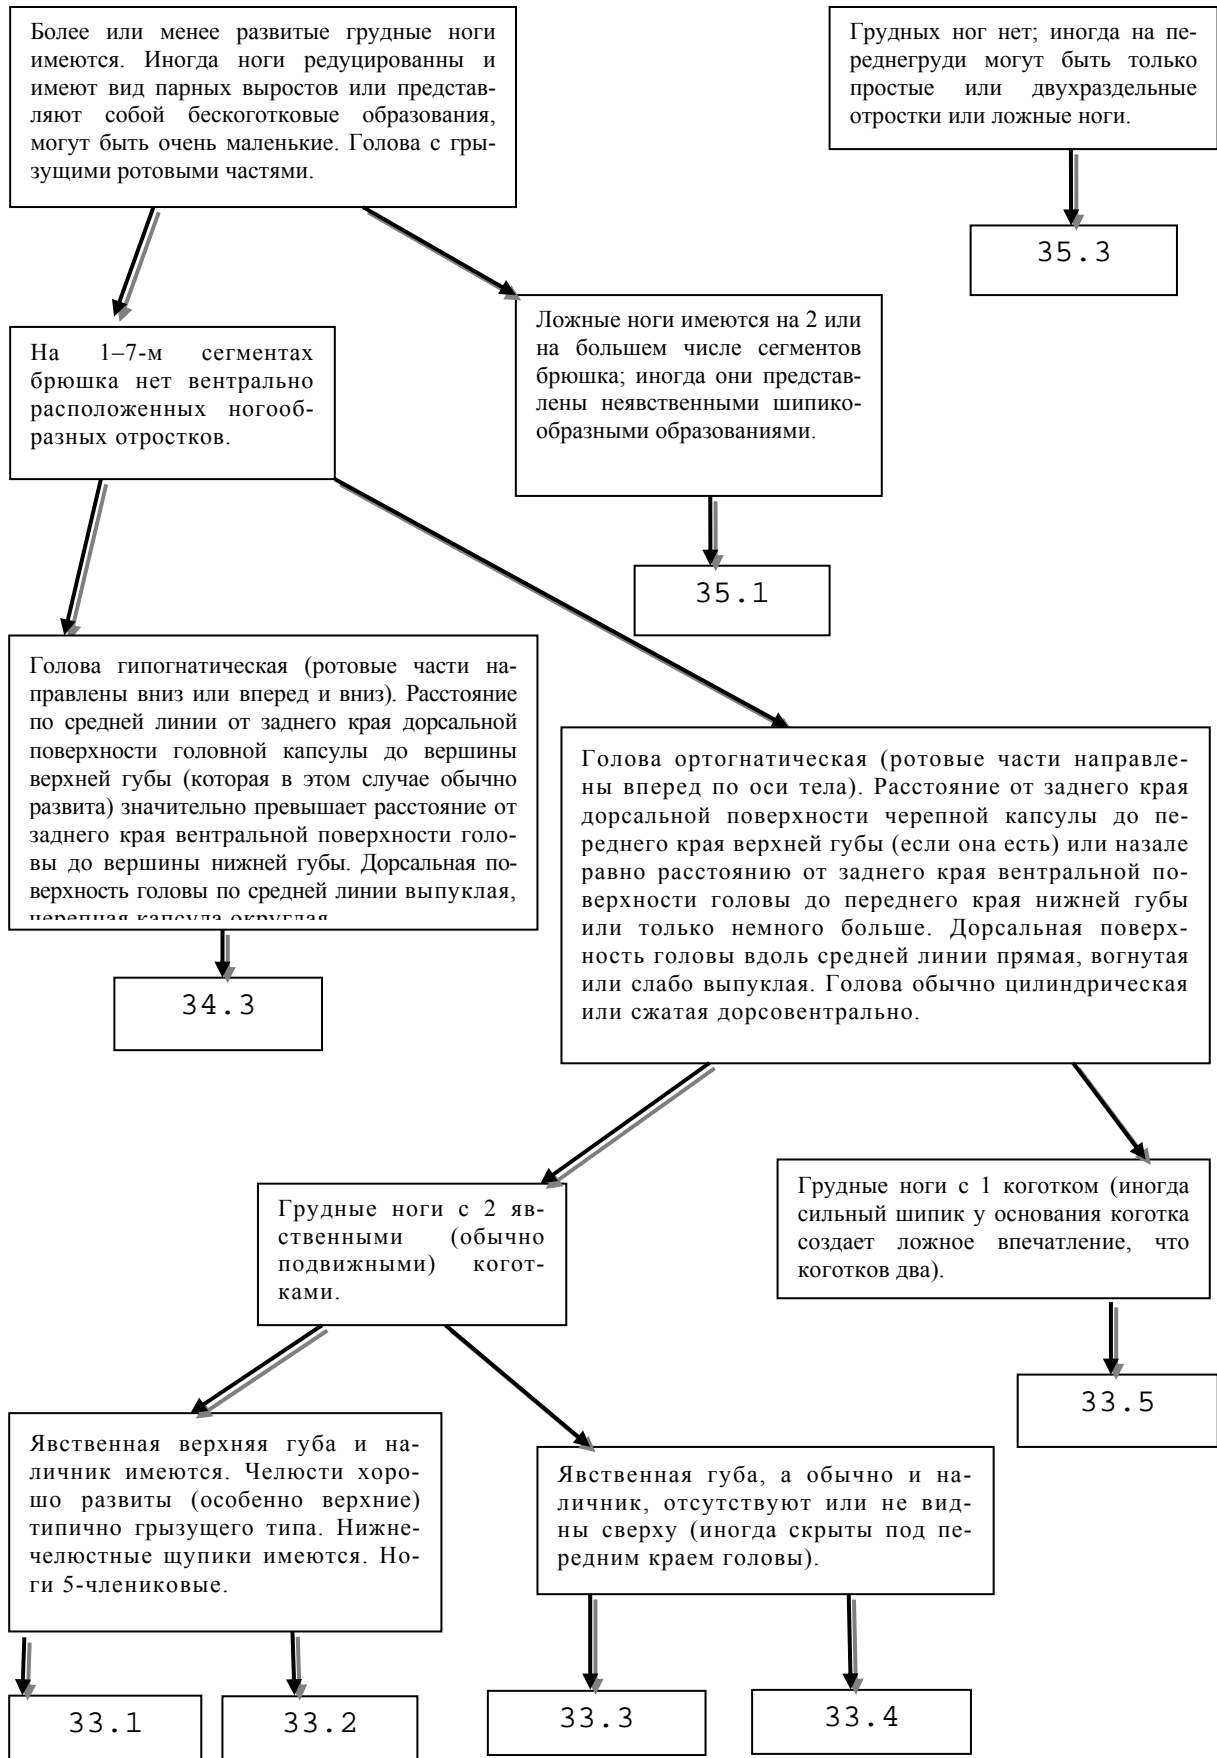 Более или менее развитые грудные ноги
имеются. Иногда ноги редуцированны и
имеют вид парных выростов или представ-
ляют собой бескоготковые образования,
могут быть очень маленькие. Голова с гры-
зущими ротовыми частями.
Грудных ног нет; иногда на пе-
реднегруди могут быть только
простые или двухраздельные
отростки или ложные ноги.
35.3
На 1–7-м сегментах
брюшка нет вентрально
расположенных ногооб-
разных отростков.
Ложные ноги имеются на 2 или
на большем числе сегментов
брюшка; иногда они представ-
лены неявственными шипико-
образными образованиями.
35.1
Голова гипогнатическая (ротовые части на-
правлены вниз или вперед и вниз). Расстояние
по средней линии от заднего края дорсальной
поверхности головной капсулы до вершины
верхней губы (которая в этом случае обычно
развита) значительно превышает расстояние от
заднего края вентральной поверхности голо-
вы до вершины нижней губы. Дорсальная по-
верхность головы по средней линии выпуклая,
черепная капсула округлая
34.3
Голова ортогнатическая (ротовые части направле-
ны вперед по оси тела). Расстояние от заднего края
дорсальной поверхности черепной капсулы до пе-
реднего края верхней губы (если она есть) или назале
равно расстоянию от заднего края вентральной по-
верхности головы до переднего края нижней губы
или только немного больше. Дорсальная поверх-
ность головы вдоль средней линии прямая, вогнутая
или слабо выпуклая. Голова обычно цилиндрическая
или сжатая дорсовентрально.
Грудные ноги с 2 яв-
ственными (обычно
подвижными) когот-
ками.
Грудные ноги с 1 коготком (иногда
сильный шипик у основания коготка
создает ложное впечатление, что
коготков два).
33.5
Явственная верхняя губа и на-
личник имеются. Челюсти хоро-
шо развиты (особенно верхние)
типично грызущего типа. Нижне-
челюстные щупики имеются. Но-
ги 5-члениковые.
Явственная губа, а обычно и на-
личник, отсутствуют или не вид-
ны сверху (иногда скрыты под пе-
редним краем головы).
33.1
33.2
33.3
33.4